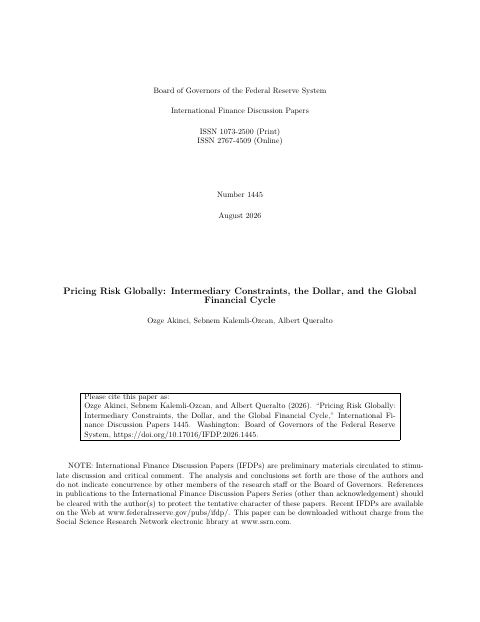 Board of Governors of the Federal Reserve System
International Finance Discussion Papers
ISSN 1073-2500 (Print)
ISSN 2767-4509 (Online)
Number 1445
August 2026
Pricing Risk Globally: Intermediary Constraints, the Dollar, and the Global
Financial Cycle
Ozge Akinci, Sebnem Kalemli-Ozcan, Albert Queralto
Please cite this paper as:
Ozge Akinci, Sebnem Kalemli-Ozcan, and Albert Queralto (2026). “Pricing Risk Globally:
Intermediary Constraints, the Dollar, and the Global Financial Cycle,” International Fi-
nance Discussion Papers 1445. Washington: Board of Governors of the Federal Reserve
System, https://doi.org/10.17016/IFDP.2026.1445.
NOTE: International Finance Discussion Papers (IFDPs) are preliminary materials circulated to stimu-
late discussion and critical comment. The analysis and conclusions set forth are those of the authors and
do not indicate concurrence by other members of the research staff or the Board of Governors. References
in publications to the International Finance Discussion Papers Series (other than acknowledgement) should
be cleared with the author(s) to protect the tentative character of these papers. Recent IFDPs are available
on the Web at www.federalreserve.gov/pubs/ifdp/. This paper can be downloaded without charge from the
Social Science Research Network electronic library at www.ssrn.com.